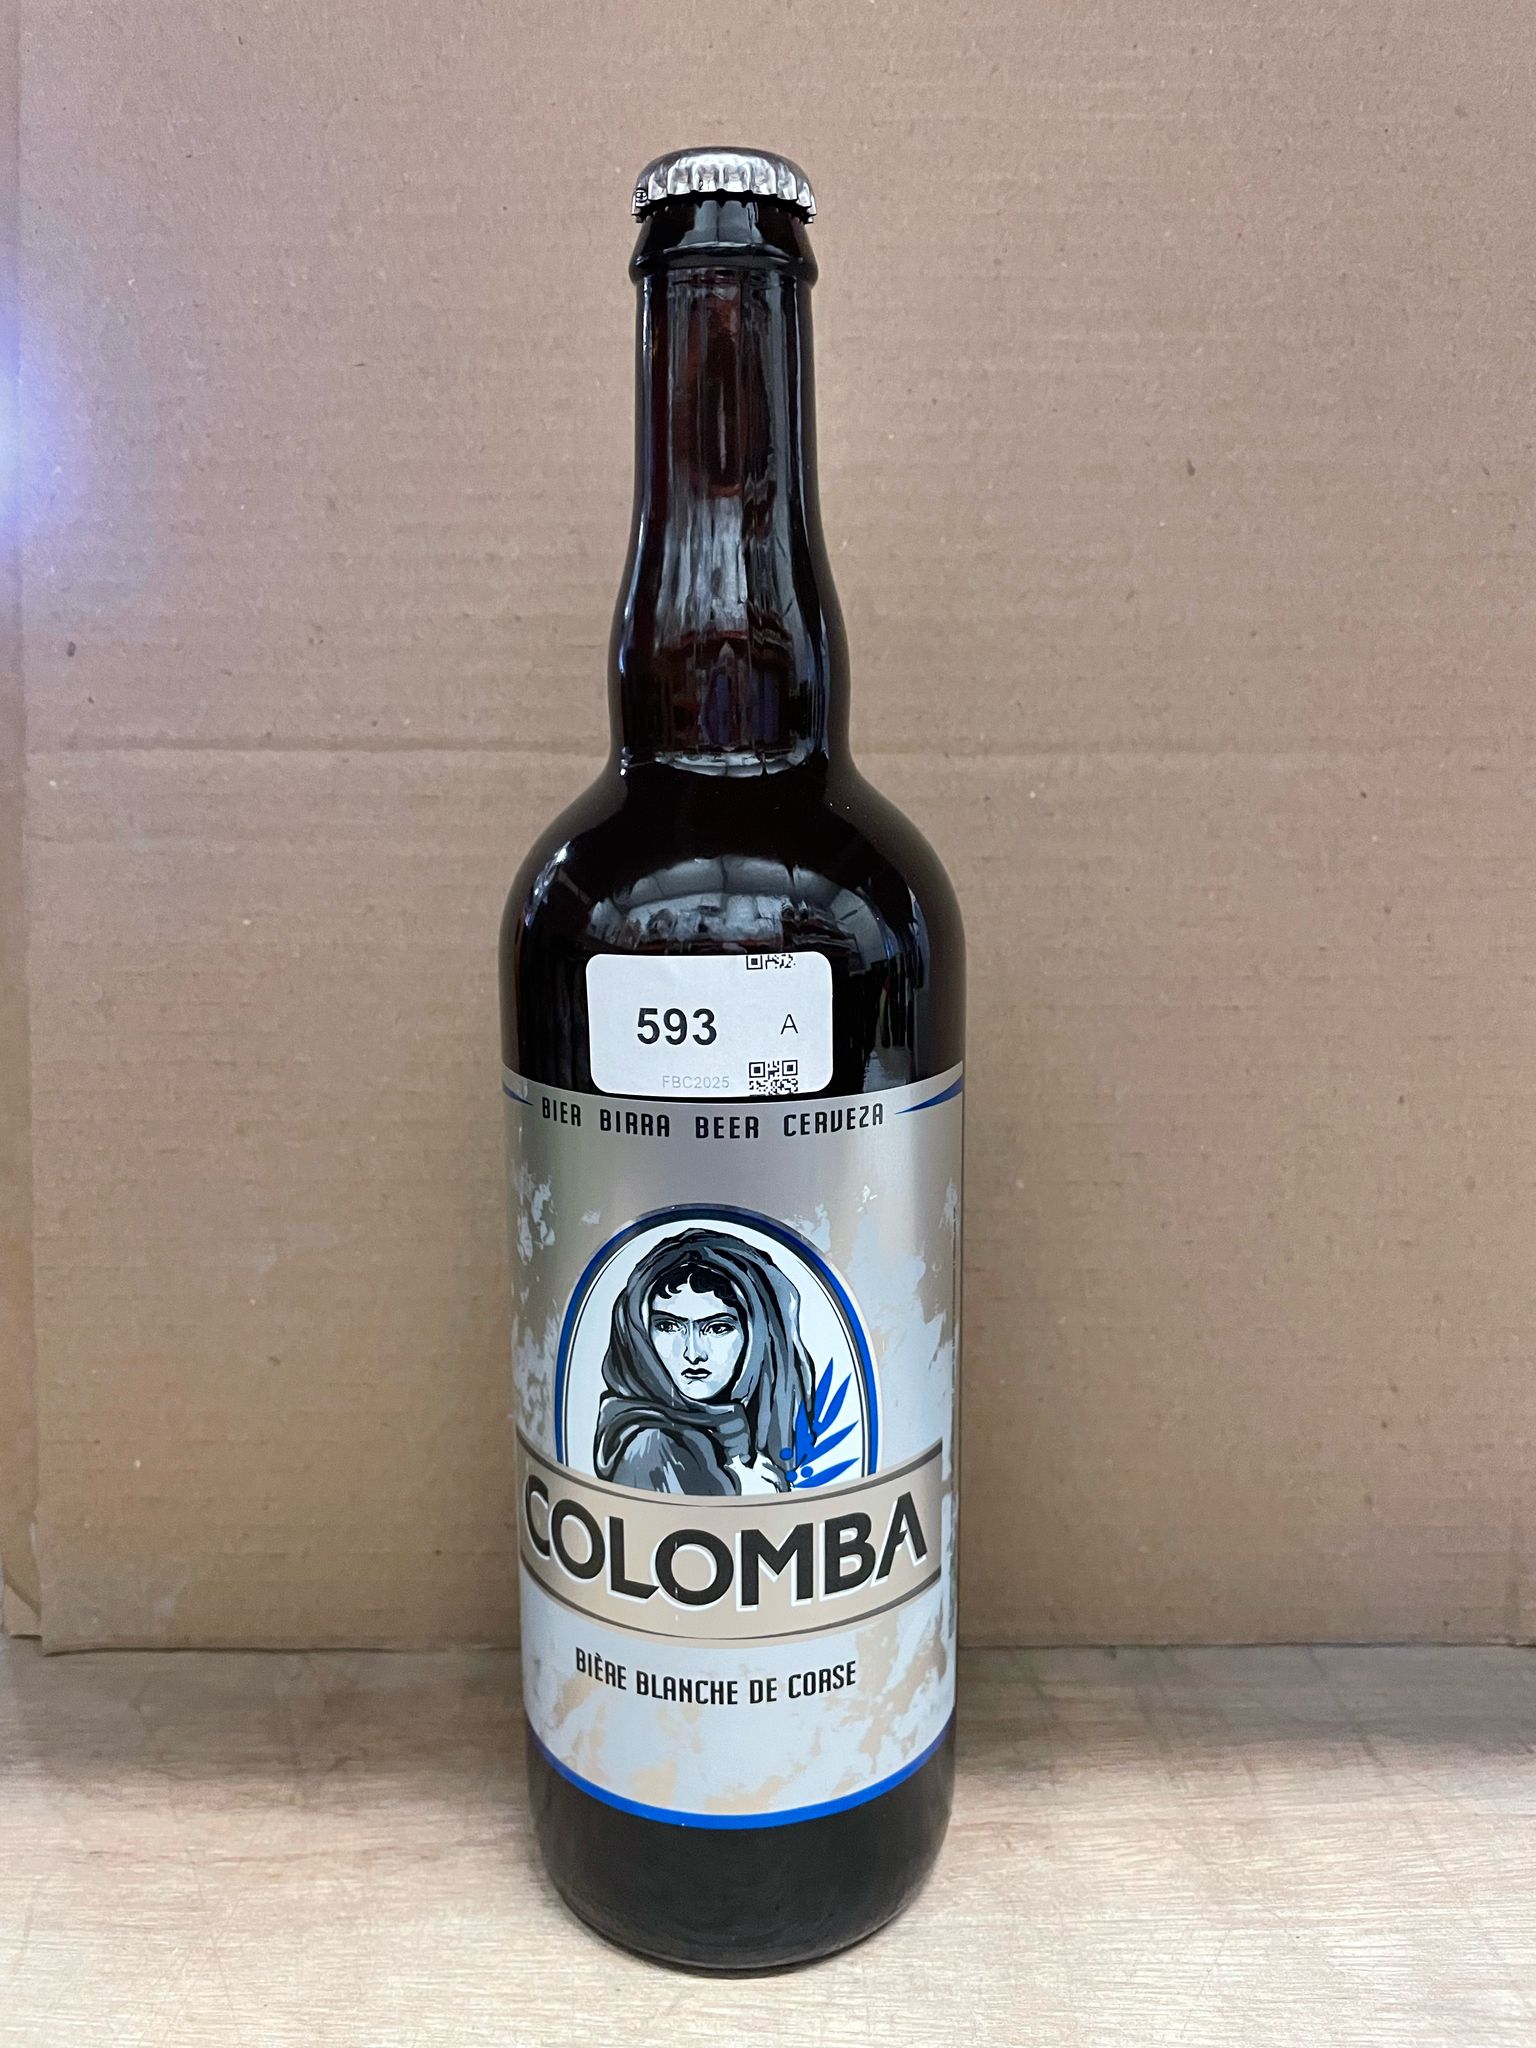 593 A
FBC2025
BIER BIRRA BEER CERVEZA
COLOMBA
BIÈRE BLANCHE DE CORSE